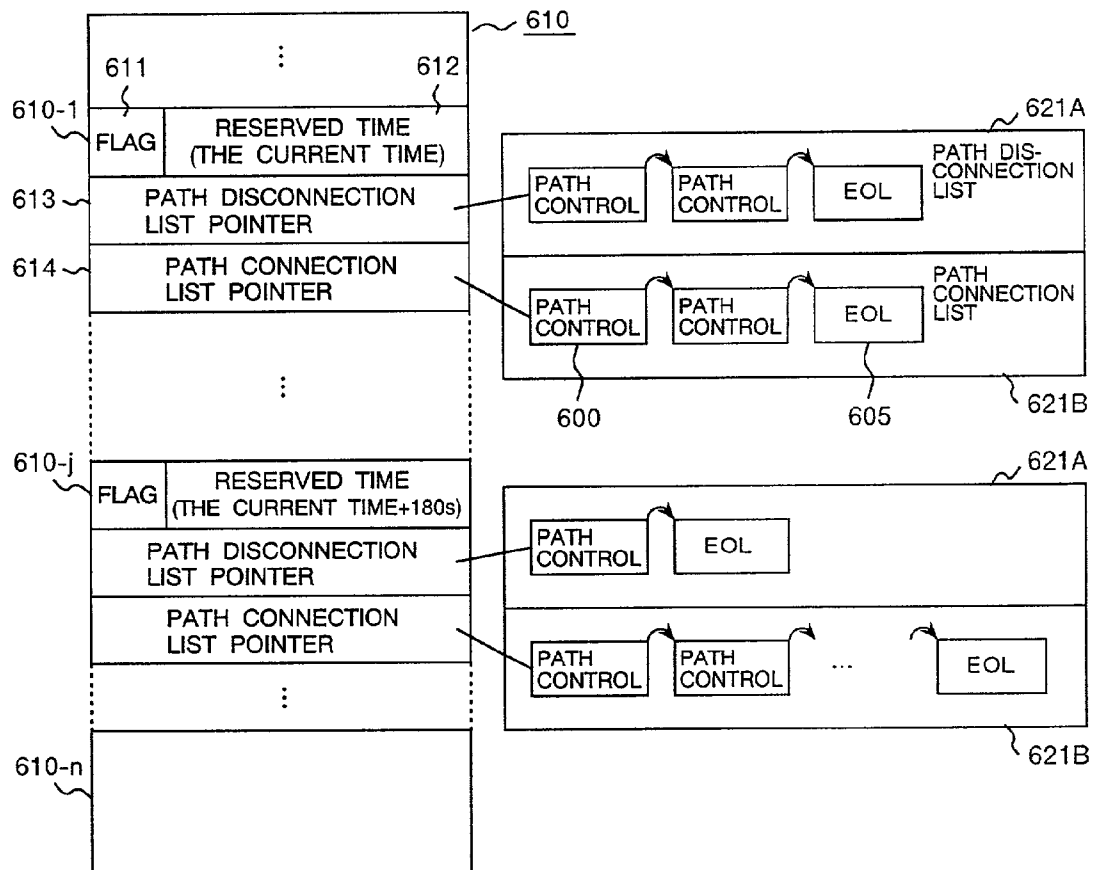 610
⋮
611
612
610-1
FLAG
RESERVED TIME
(THE CURRENT TIME)
613
PATH DISCONNECTION
LIST POINTER
614
PATH CONNECTION
LIST POINTER
⋮
621A
PATH CONTROL
PATH CONTROL
EOL
PATH DIS-
CONNECTION
LIST
PATH CONTROL
PATH CONTROL
EOL
PATH
CONNECTION
LIST
600
605
621B
610-j
FLAG
RESERVED TIME
(THE CURRENT TIME+180s)
PATH DISCONNECTION
LIST POINTER
PATH CONNECTION
LIST POINTER
⋮
621A
PATH
CONTROL
EOL
PATH
CONTROL
PATH
CONTROL
...
EOL
621B
610-n